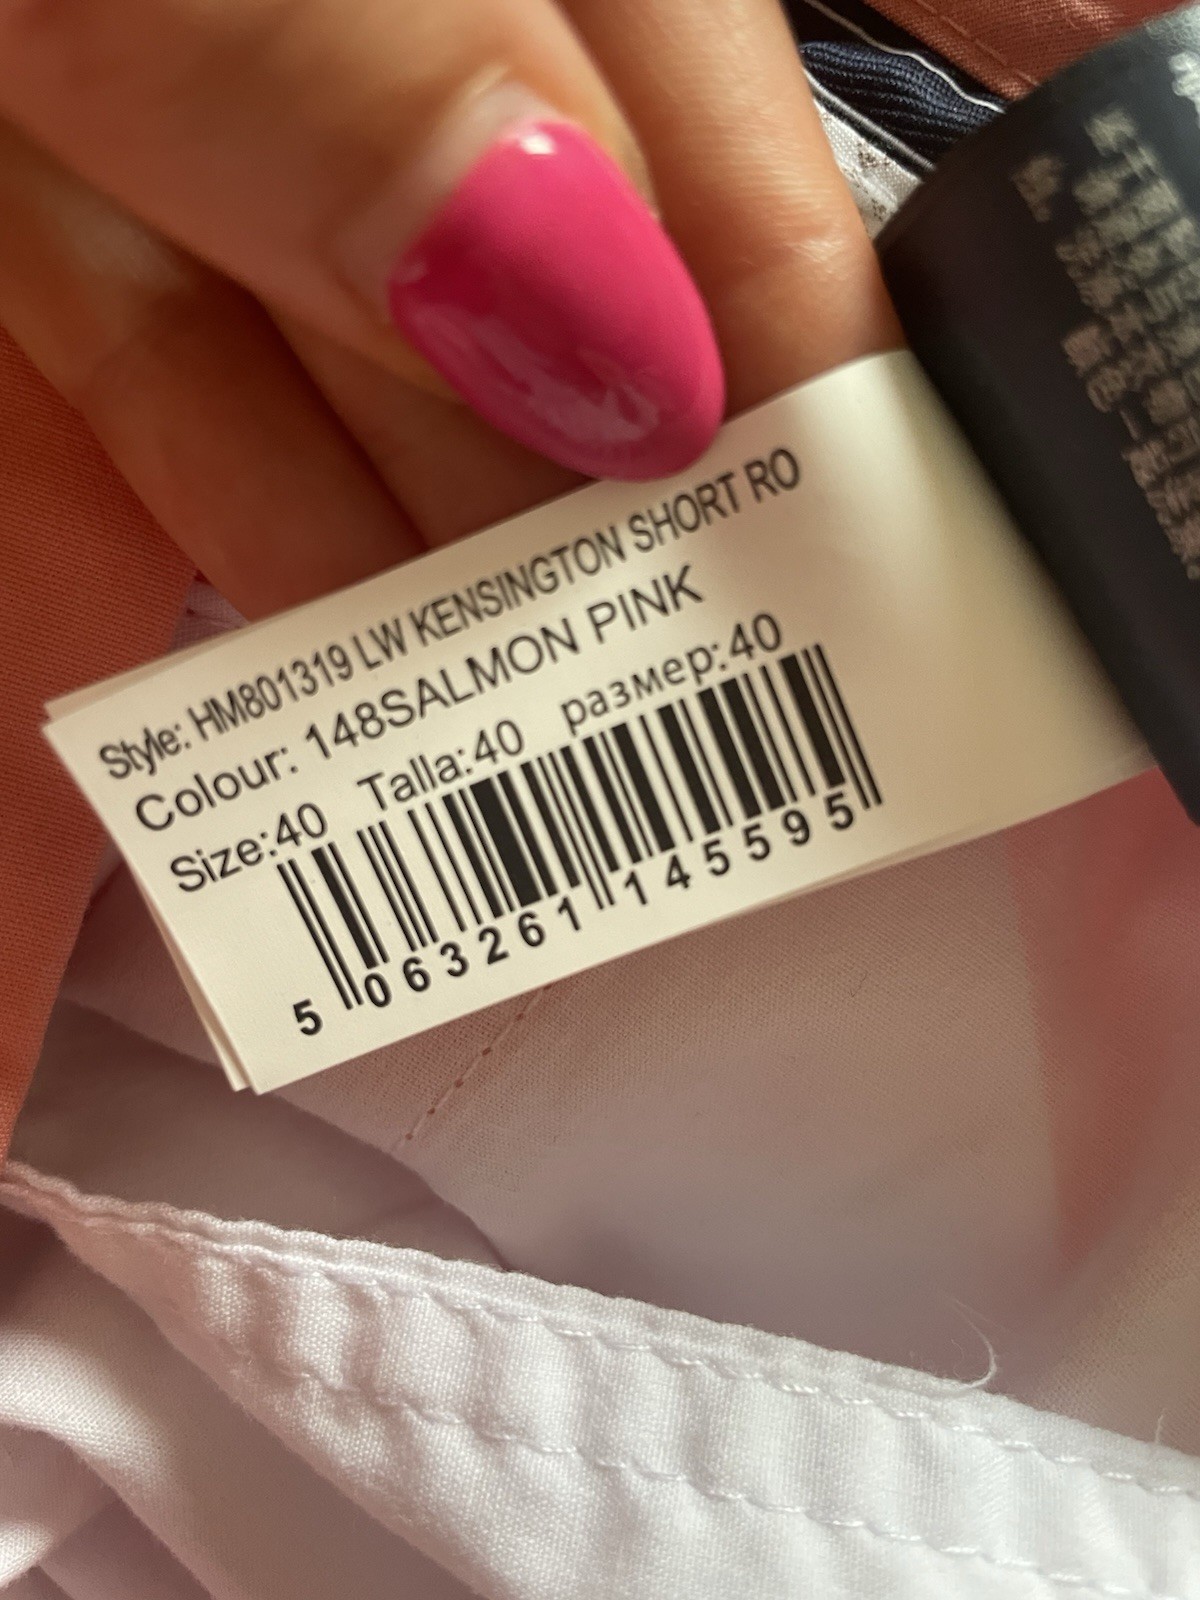 Style: HM801319 LW KENSINGTON SHORT RO
Colour: 148SALMON PINK
Size:40 Talla:40 размер:40
5 063261 145595